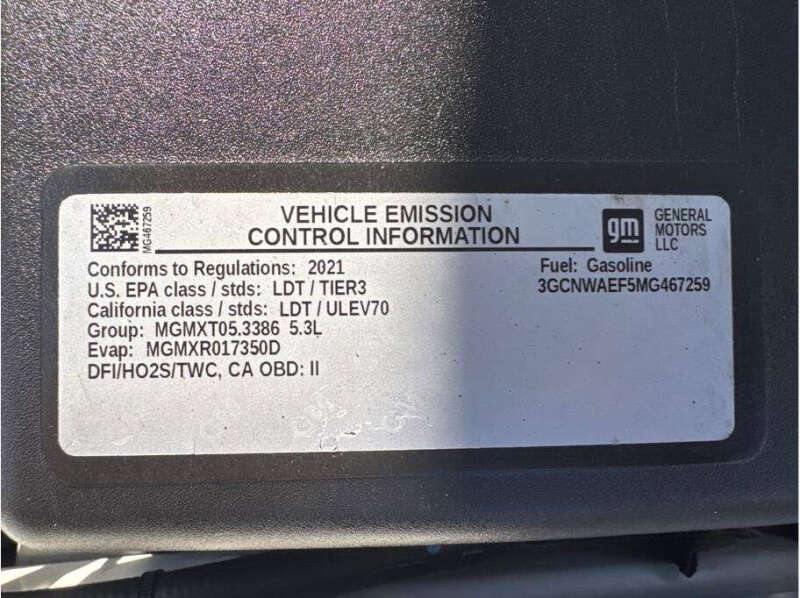 MG467259
VEHICLE EMISSION
CONTROL INFORMATION
gm
GENERAL
MOTORS
LLC
Conforms to Regulations: 2021
U.S. EPA class / stds: LDT / TIER3
California class / stds: LDT / ULEV70
Group: MGMXT05.3386 5.3L
Evap: MGMXR017350D
DFI/HO2S/TWC, CA OBD: II
Fuel: Gasoline
3GCNWAEF5MG467259